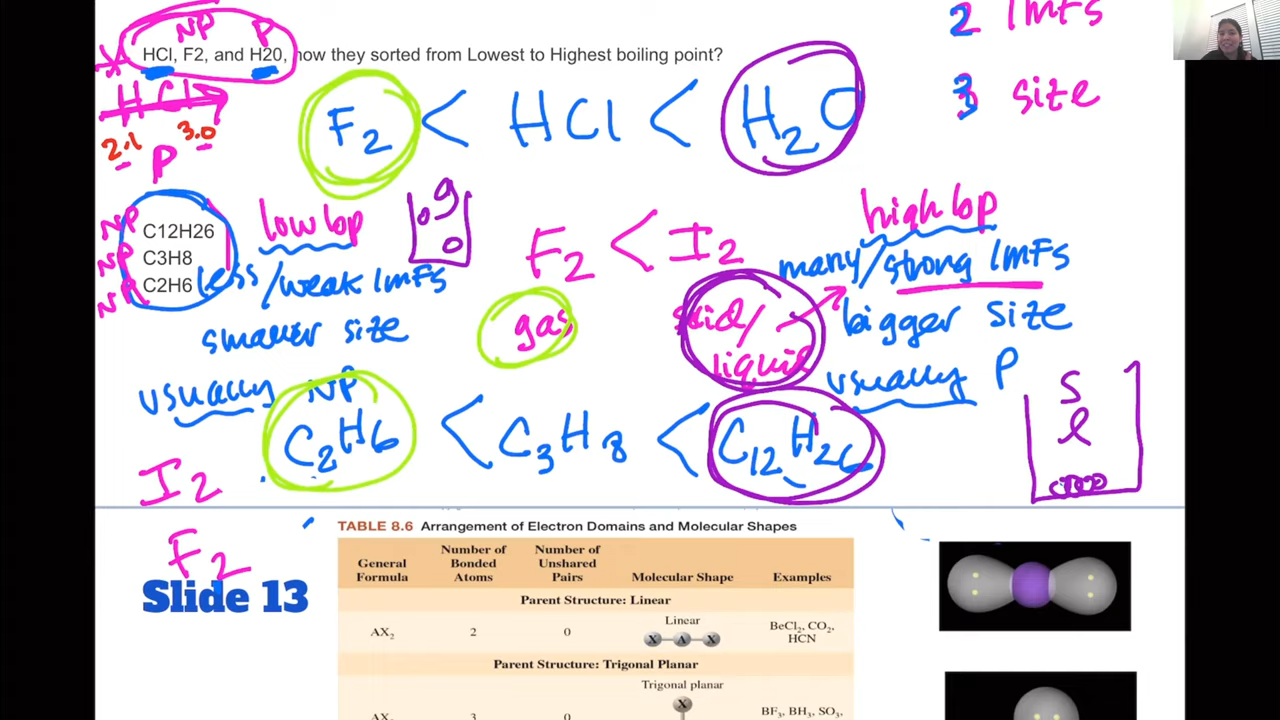 2 IMFs
NP P
HCl, F2, and H20, how they sorted from Lowest to Highest boiling point?
H Cl
2.1 3.0
P
F2 < HCl < H2O
3 size
NP C12H26
NP C3H8
NP C2H6
low bp
less/weak IMFs
smaller size
usually NP
g
F2 < I2
gas
solid/
liquid
high bp
many/strong IMFs
bigger size
usually P
s
l
C2H6 < C3H8 < C12H26
I2
F2
Slide 13
TABLE 8.6 Arrangement of Electron Domains and Molecular Shapes
General Formula Number of Bonded Atoms Number of Unshared Pairs Molecular Shape Examples
Parent Structure: Linear
Linear
AX2 2 0 X A X BeCl2, CO2, HCN
Parent Structure: Trigonal Planar
Trigonal planar
X
AX3 3 0 BF3, BH3, SO3,